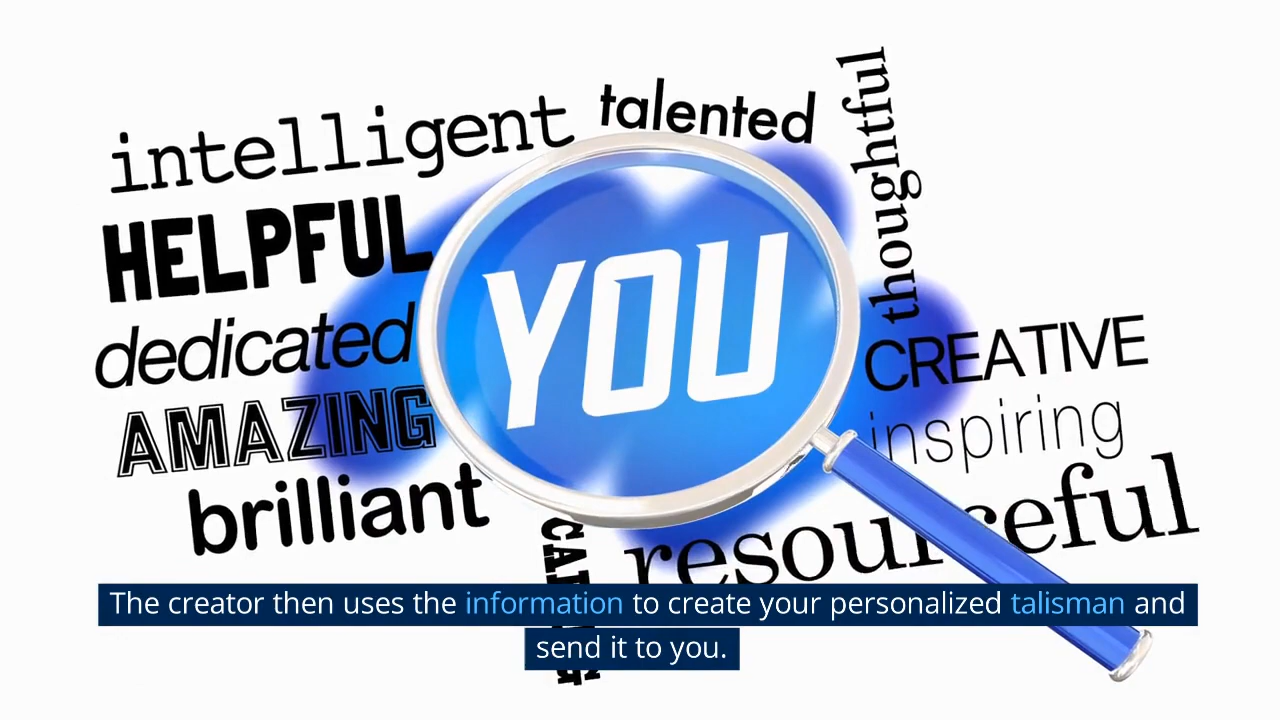 intelligent
talented
thoughtful
HELPFUL
YOU
dedicated
CREATIVE
AMAZING
inspiring
brilliant
resourceful
The creator then uses the information to create your personalized talisman and
send it to you.